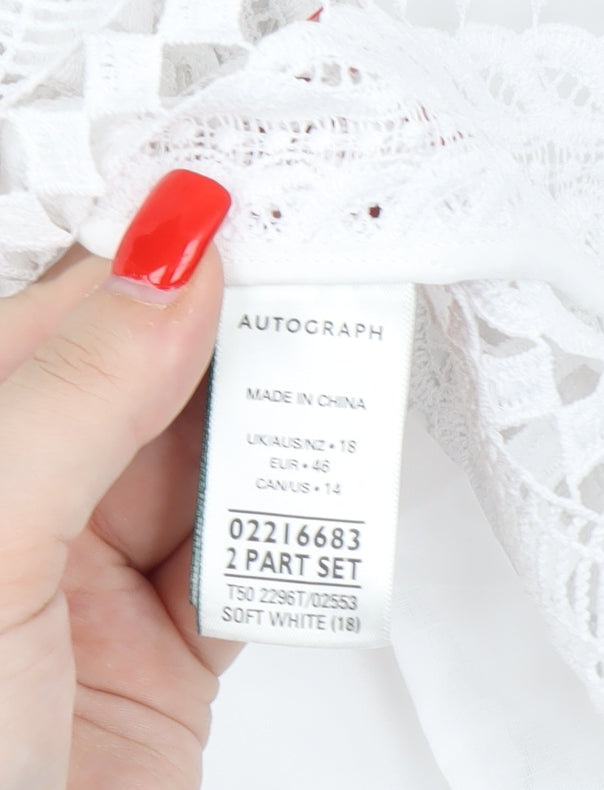 AUTOGRAPH
MADE IN CHINA
UK/AUS/NZ • 18
EUR • 46
CAN/US • 14
02216683
2 PART SET
T50 2296T/02553
SOFT WHITE (18)